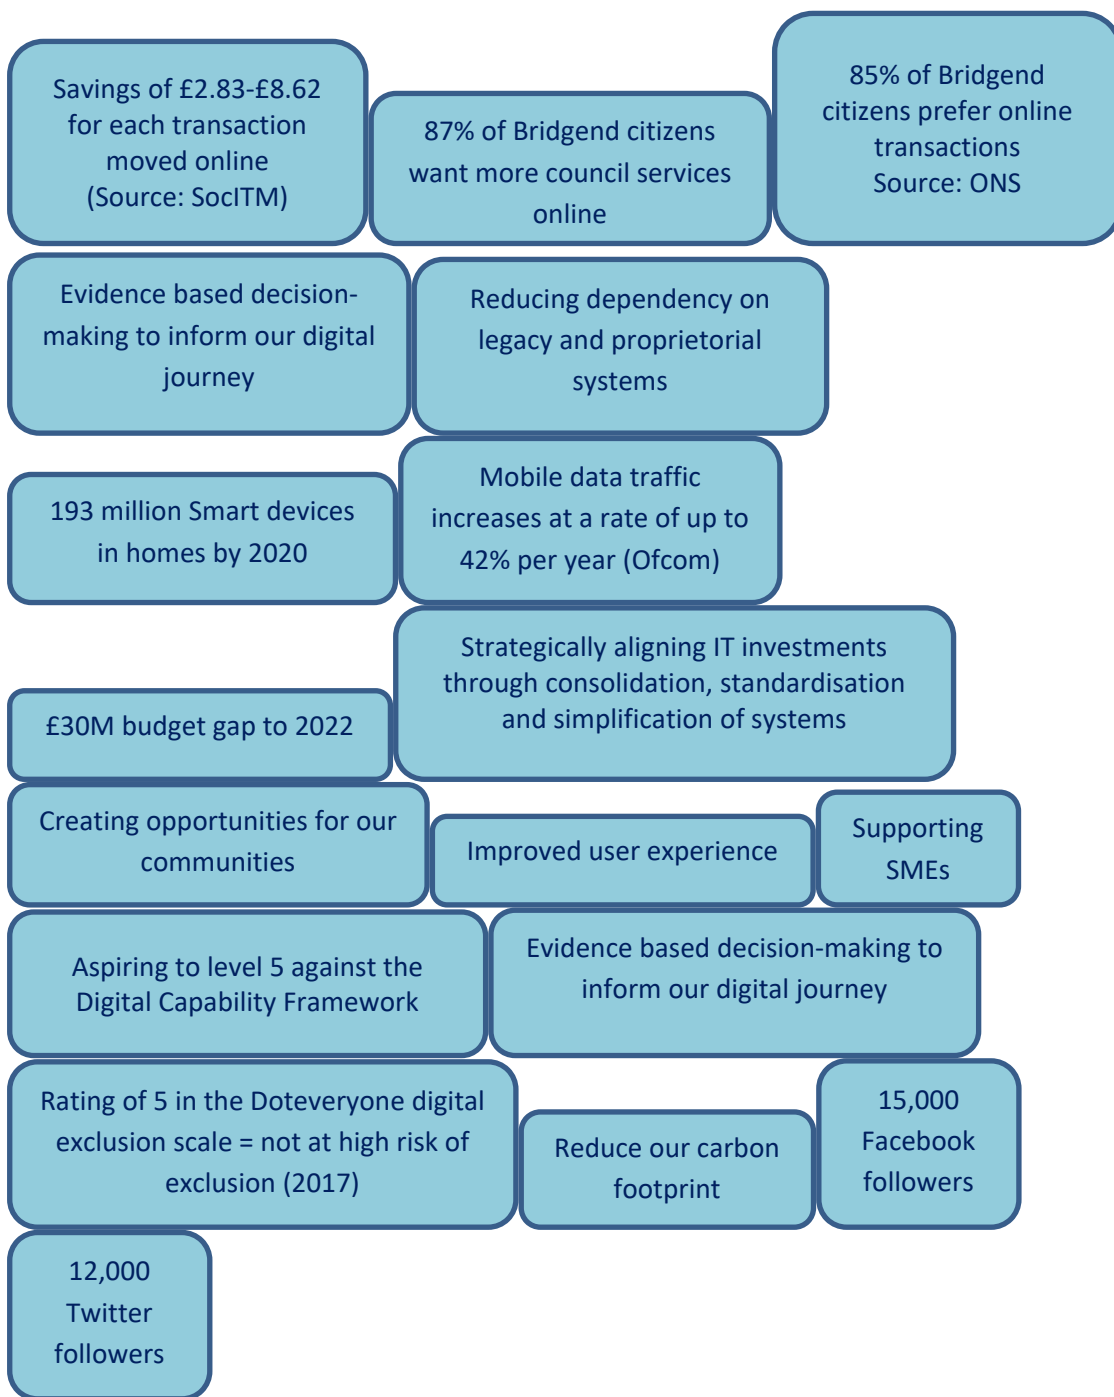 Savings of £2.83-£8.62
for each transaction
moved online
(Source: SocITM)
87% of Bridgend citizens
want more council services
online
85% of Bridgend
citizens prefer online
transactions
Source: ONS
Evidence based decision-
making to inform our digital
journey
Reducing dependency on
legacy and proprietorial
systems
193 million Smart devices
in homes by 2020
Mobile data traffic
increases at a rate of up to
42% per year (Ofcom)
£30M budget gap to 2022
Strategically aligning IT investments
through consolidation, standardisation
and simplification of systems
Creating opportunities for our
communities
Improved user experience
Supporting
SMEs
Aspiring to level 5 against the
Digital Capability Framework
Evidence based decision-making to
inform our digital journey
Rating of 5 in the Doteveryone digital
exclusion scale = not at high risk of
exclusion (2017)
Reduce our carbon
footprint
15,000
Facebook
followers
12,000
Twitter
followers